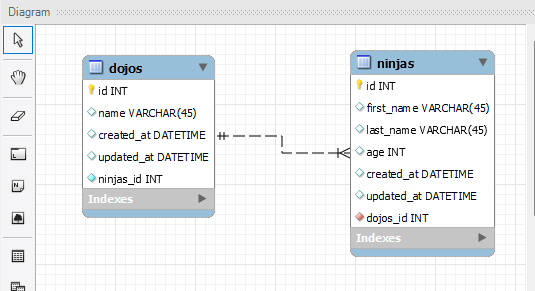 Diagram
dojos
id INT
name VARCHAR(45)
created_at DATETIME
updated_at DATETIME
ninjas_id INT
Indexes
ninjas
id INT
first_name VARCHAR(45)
last_name VARCHAR(45)
age INT
created_at DATETIME
updated_at DATETIME
dojos_id INT
Indexes